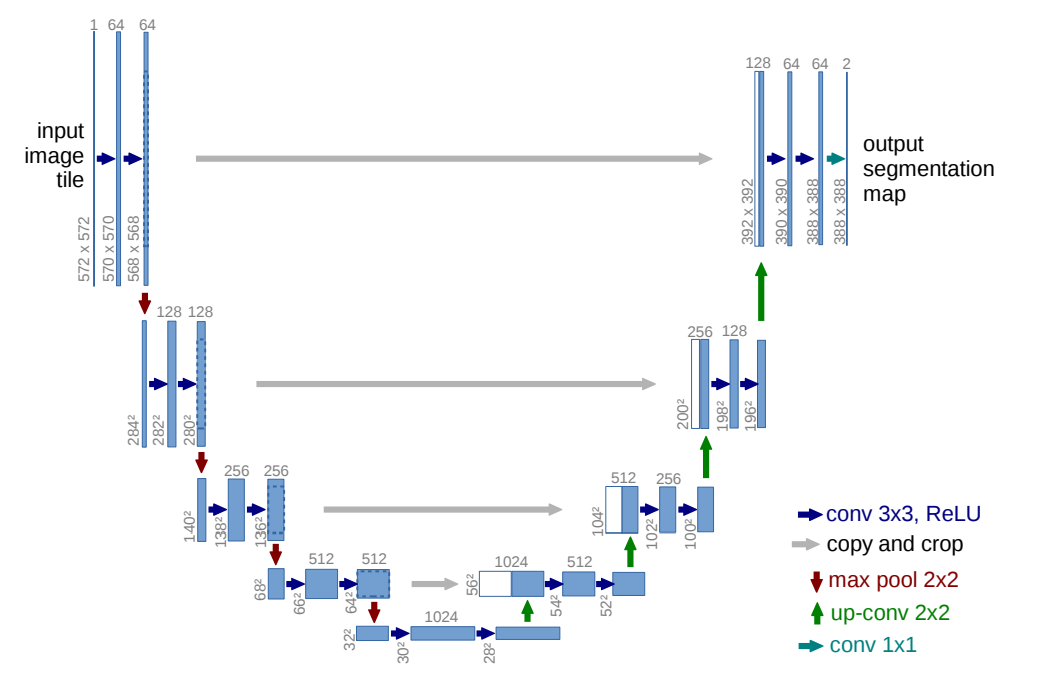 1 64 64
128 64 64 2
input
image
tile
output
segmentation
map
572 x 572
570 x 570
568 x 568
392 x 392
390 x 390
388 x 388
388 x 388
128 128
256 128
284²
282²
280²
200²
198²
196²
256 256
512 256
140²
138²
136²
104²
102²
100²
512 512
1024 512
68²
66²
64²
56²
54²
52²
1024
32²
30²
28²
conv 3x3, ReLU
copy and crop
max pool 2x2
up-conv 2x2
conv 1x1